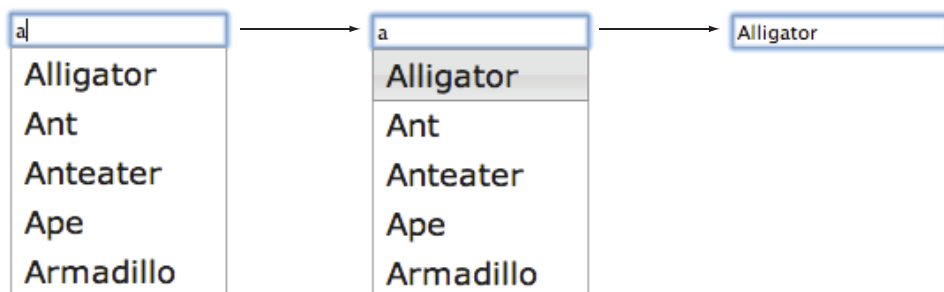 a
Alligator
Ant
Anteater
Ape
Armadillo
a
Alligator
Ant
Anteater
Ape
Armadillo
Alligator